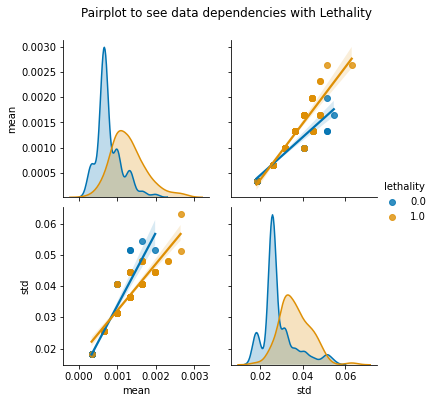 Pairplot to see data dependencies with Lethality
0.0030
0.0025
0.0020
0.0015
0.0010
0.0005
mean
lethality
0.0
1.0
0.06
0.05
0.04
0.03
0.02
std
0.000 0.001 0.002 0.003
mean
0.02 0.04 0.06
std